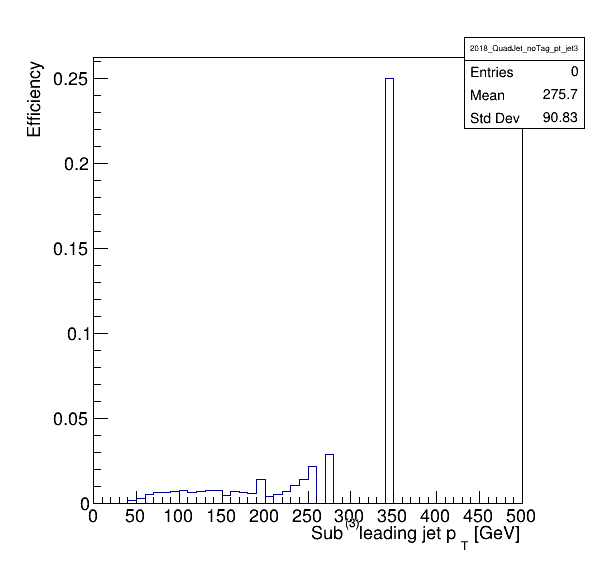 2018_QuadJet_noTag_pt_jet3
Entries 0
Mean 275.7
Std Dev 90.83
Efficiency
0.25
0.2
0.15
0.1
0.05
0
0 50 100 150 200 250 300 350 400 450 500
Sub(3)leading jet pT [GeV]